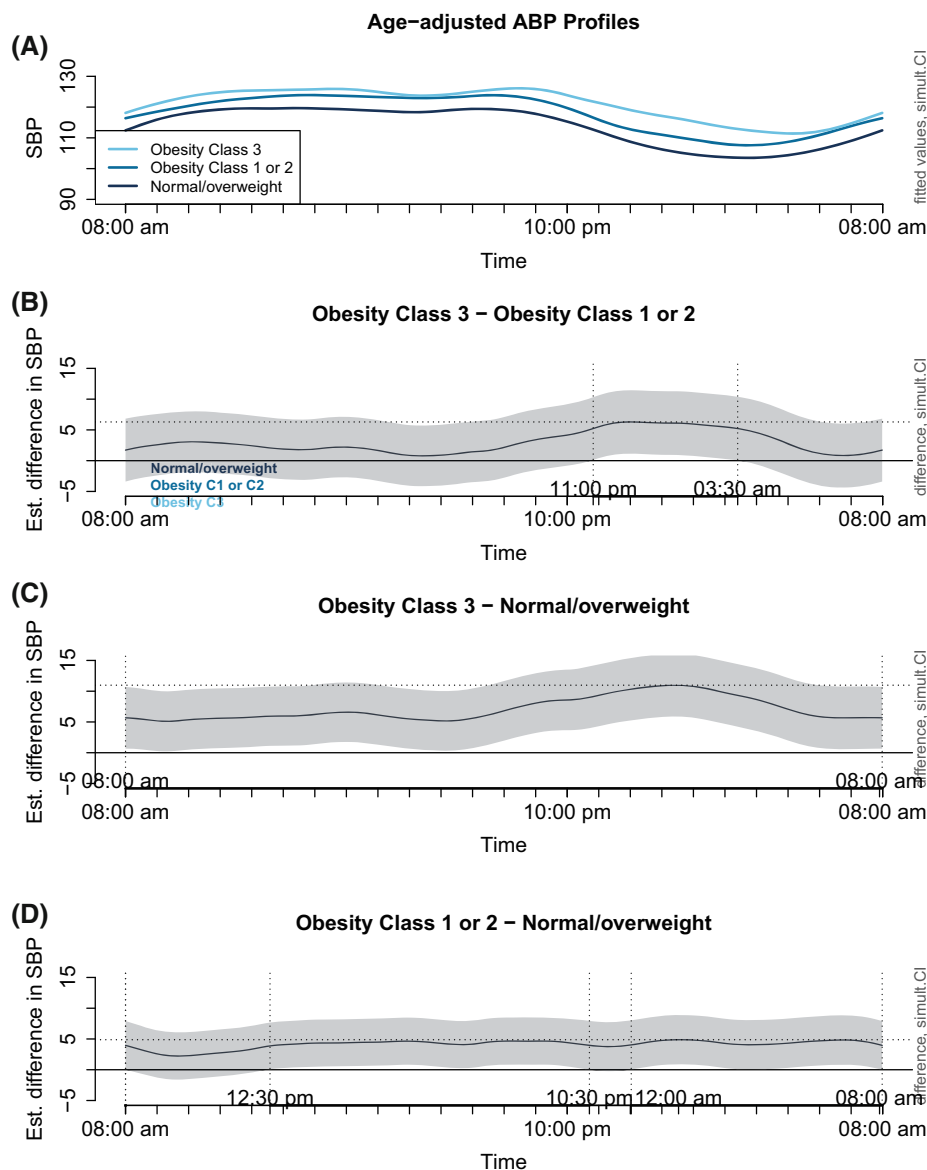 Age−adjusted ABP Profiles
(A)
SBP
90
110
130
Obesity Class 3
Obesity Class 1 or 2
Normal/overweight
08:00 am
10:00 pm
08:00 am
Time
fitted values, simult.CI
(B)
Obesity Class 3 − Obesity Class 1 or 2
Est. difference in SBP
−5
5
15
Normal/overweight
Obesity C1 or C2
Obesity C3
11:00 pm
03:30 am
08:00 am
10:00 pm
08:00 am
Time
difference, simult.CI
(C)
Obesity Class 3 − Normal/overweight
Est. difference in SBP
−5
5
15
08:00 am
08:00 am
08:00 am
10:00 pm
08:00 am
Time
difference, simult.CI
(D)
Obesity Class 1 or 2 − Normal/overweight
Est. difference in SBP
−5
5
15
12:30 pm
10:30 pm
12:00 am
08:00 am
08:00 am
10:00 pm
08:00 am
Time
difference, simult.CI